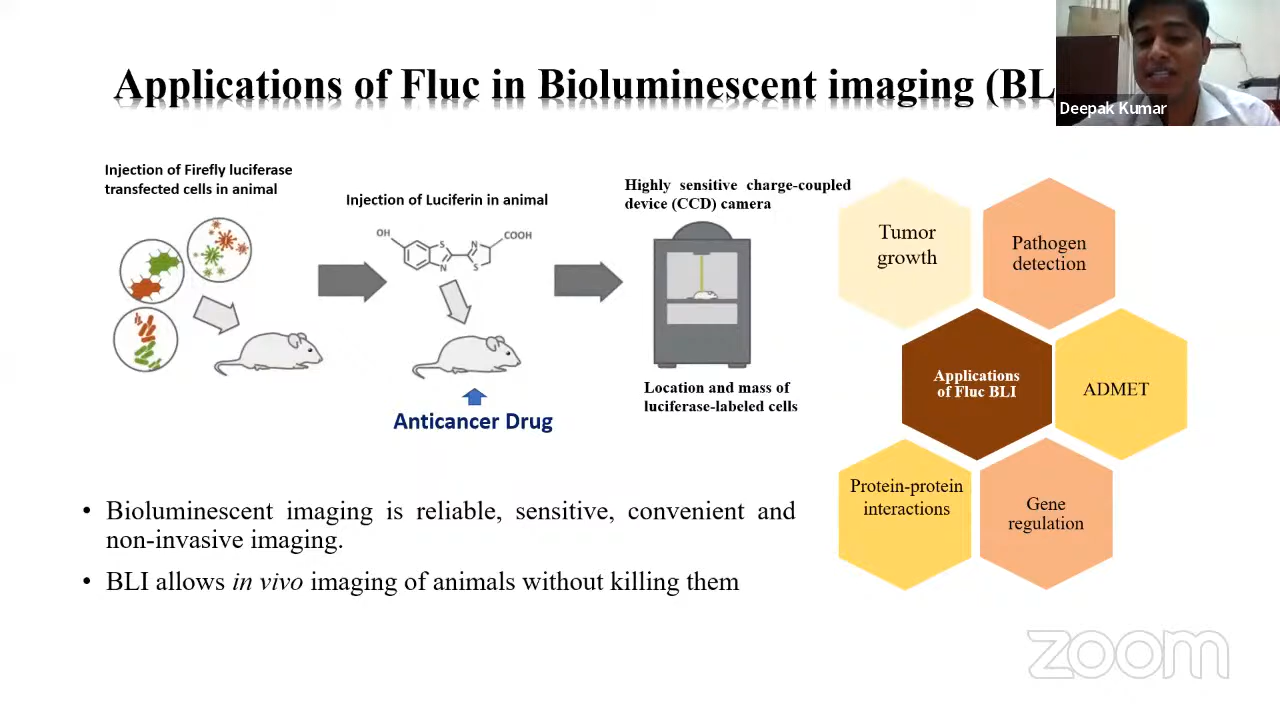 Applications of Fluc in Bioluminescent imaging (BL
Deepak Kumar
Injection of Firefly luciferase
transfected cells in animal
Injection of Luciferin in animal
OH
S
N
COOH
N
S
Anticancer Drug
Highly sensitive charge-coupled
device (CCD) camera
Location and mass of
luciferase-labeled cells
Tumor
growth
Pathogen
detection
Applications
of Fluc BLI
ADMET
Protein-protein
interactions
Gene
regulation
• Bioluminescent imaging is reliable, sensitive, convenient and
non-invasive imaging.
• BLI allows in vivo imaging of animals without killing them
zoom